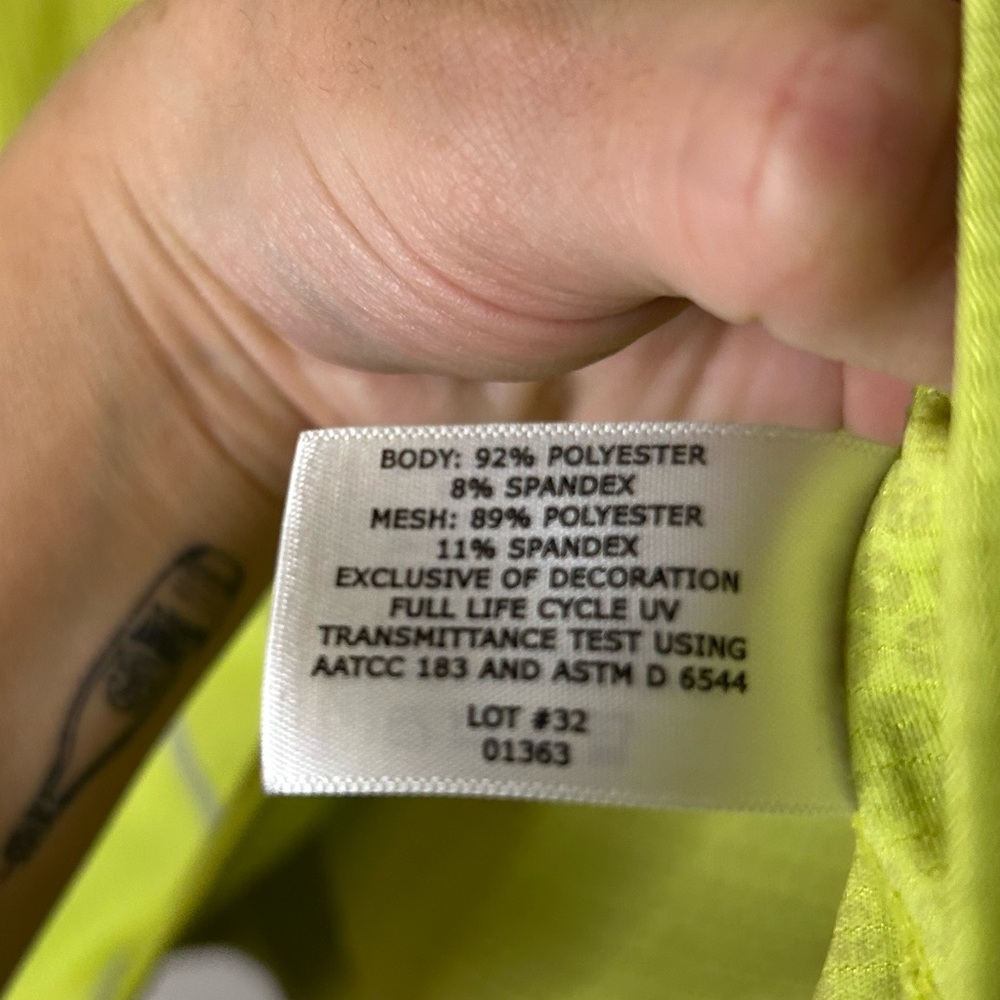 BODY: 92% POLYESTER
8% SPANDEX
MESH: 89% POLYESTER
11% SPANDEX
EXCLUSIVE OF DECORATION
FULL LIFE CYCLE UV
TRANSMITTANCE TEST USING
AATCC 183 AND ASTM D 6544
LOT #32
01363